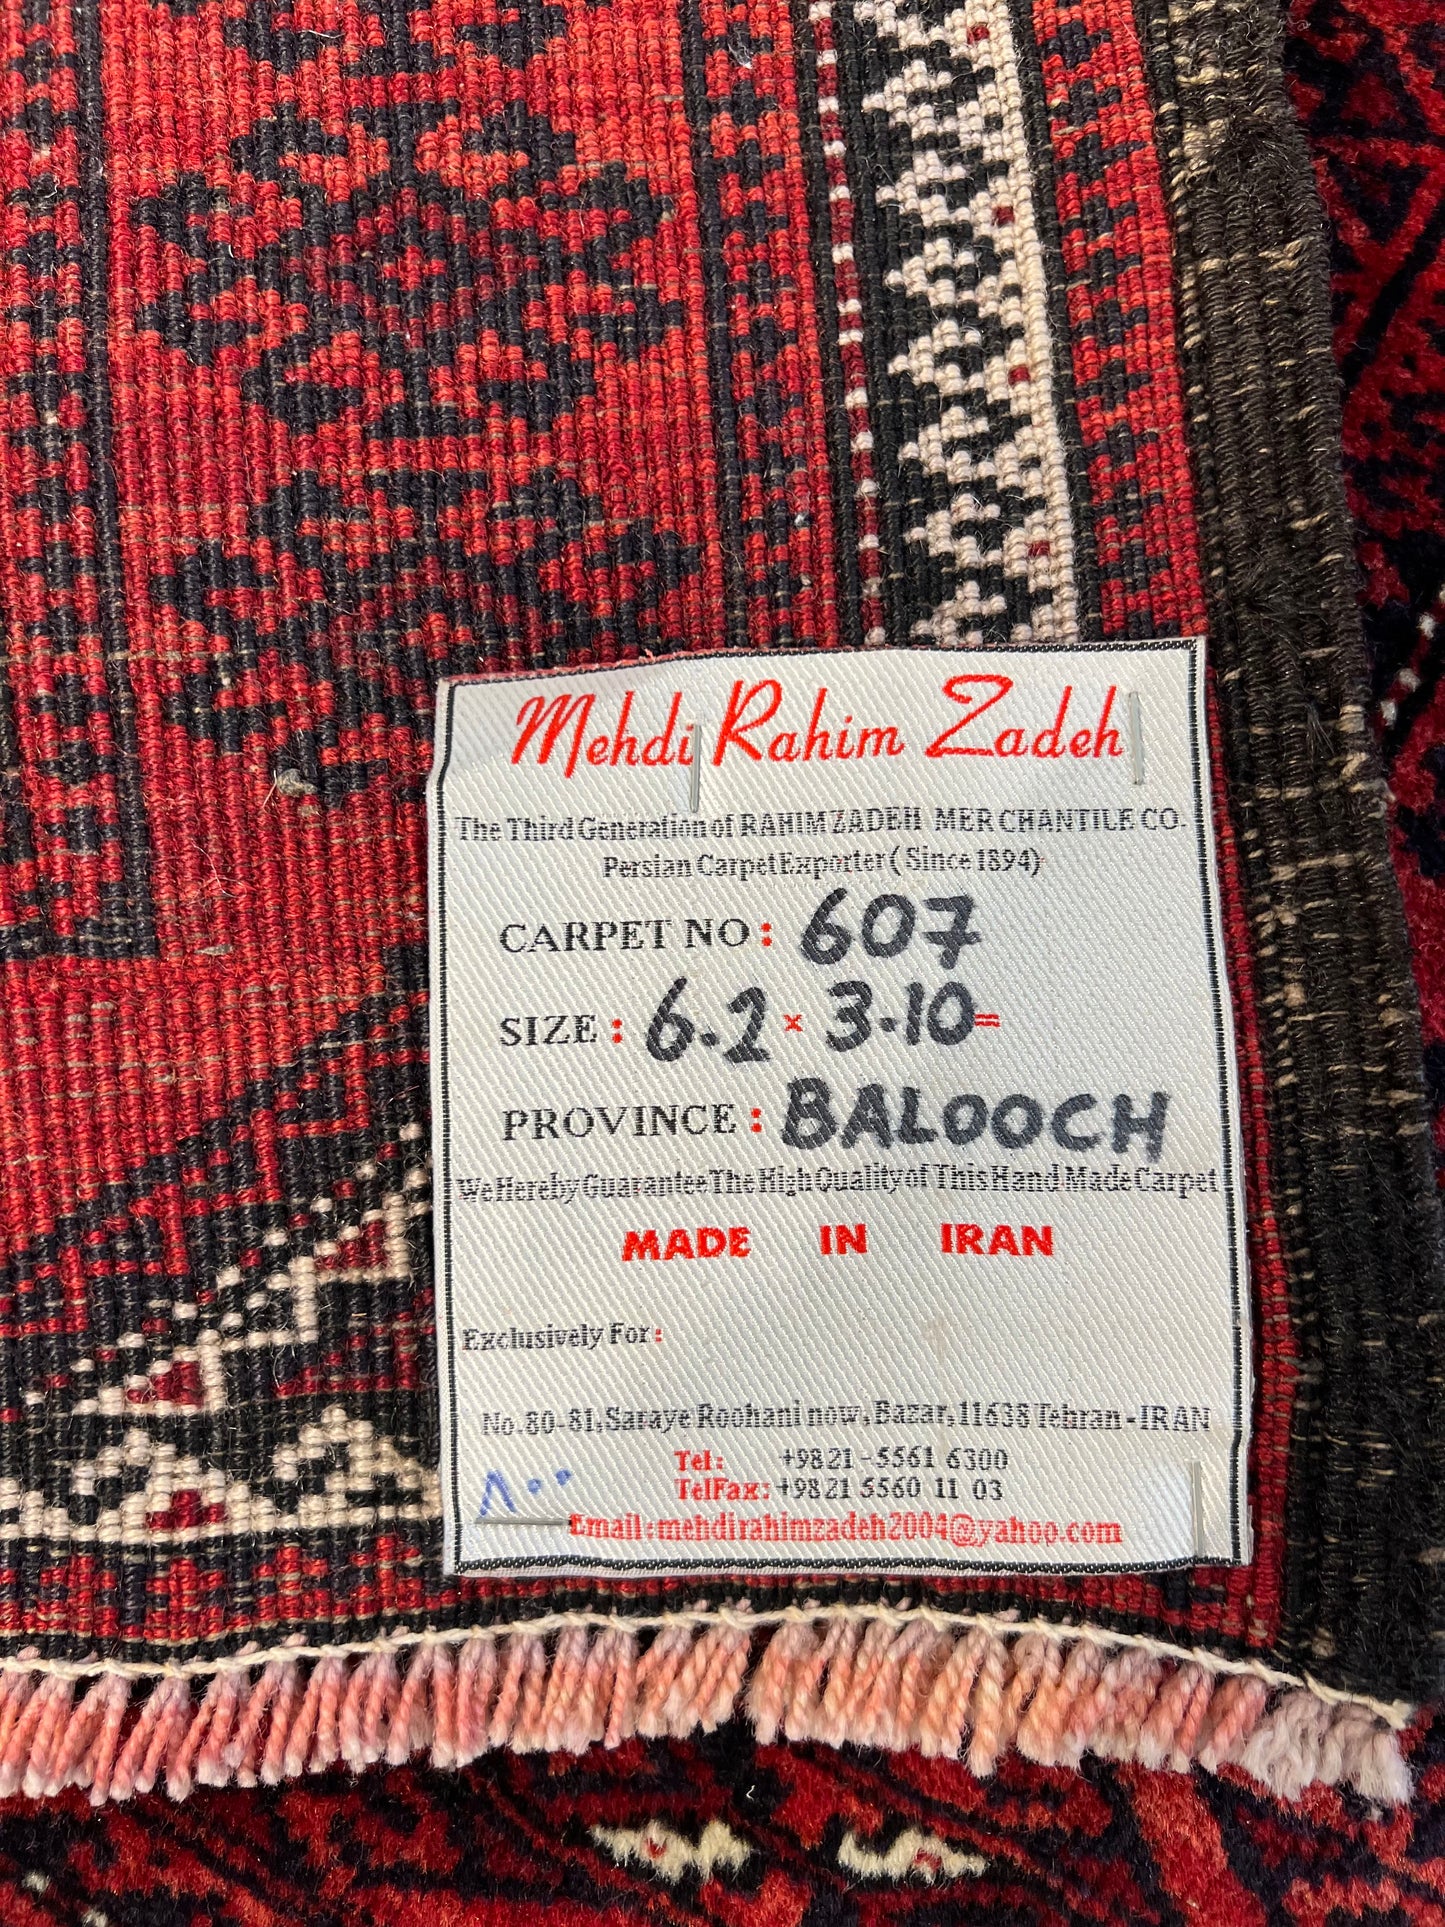 Mehdi Rahim Zadeh
The Third Generation of RAHIMZADEH MERCHANTILE CO.
Persian Carpet Exporter ( Since 1894)
CARPET NO : 607
SIZE : 6.2 x 3.10 =
PROVINCE : BALOOCH
We Hereby Guarantee The High Quality of This Hand Made Carpet
MADE IN IRAN
Exclusively For :
No. 80-81, Saraye Roohani now, Bazar, 11638 Tehran - IRAN
Tel : +9821 - 5561 6300
TelFax : +9821 5560 11 03
۸۰۰
Email : mehdirahimzadeh2004@yahoo.com